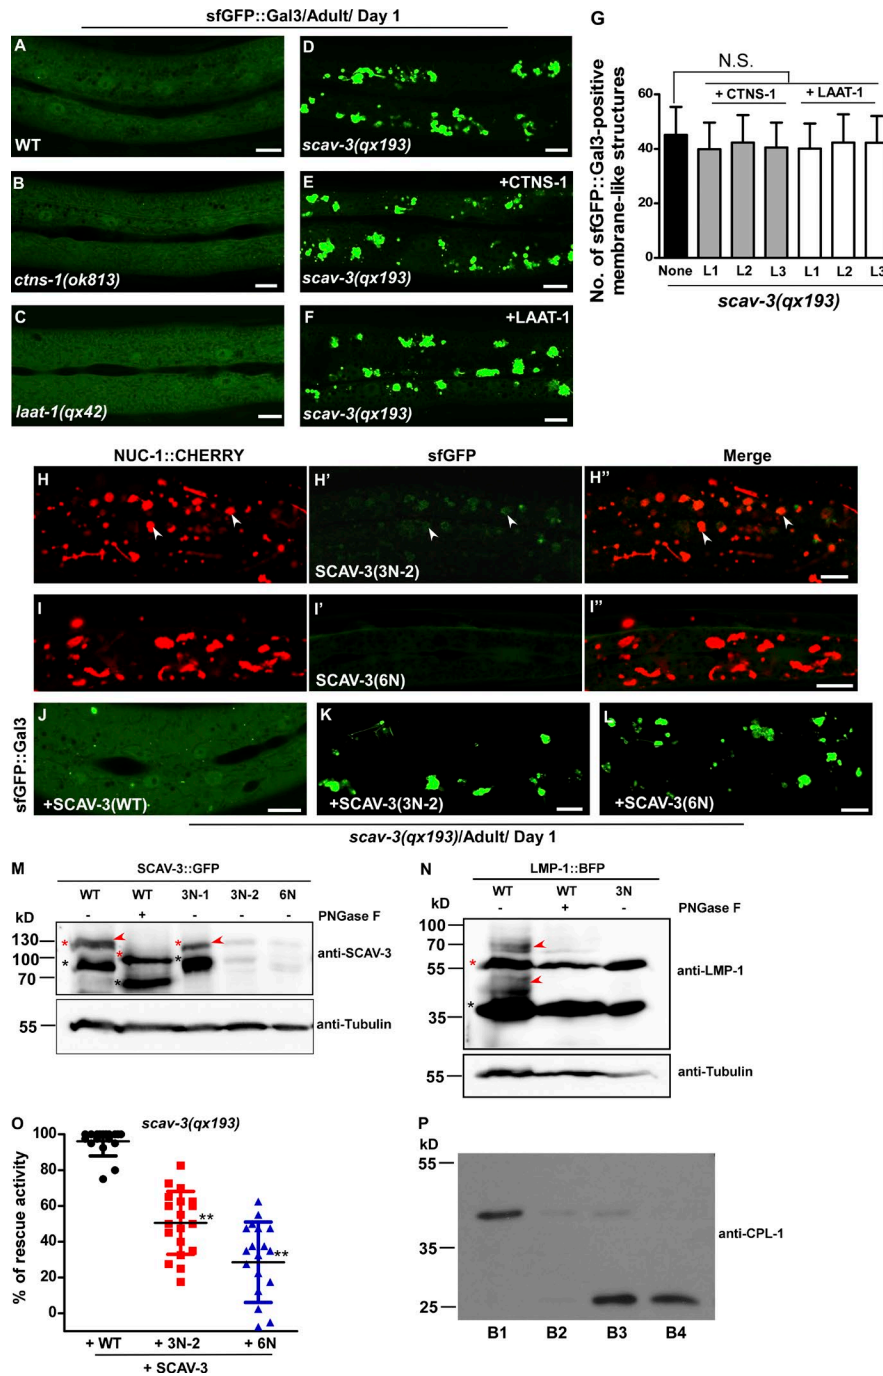 sfGFP::Gal3/Adult/ Day 1
A
WT
D
scav-3(qx193)
B
ctns-1(ok813)
E
+CTNS-1
scav-3(qx193)
C
laat-1(qx42)
F
+LAAT-1
scav-3(qx193)
G
No. of sfGFP::Gal3-positive
membrane-like structures
60
40
20
0
N.S.
+ CTNS-1
+ LAAT-1
None L1 L2 L3 L1 L2 L3
scav-3(qx193)
NUC-1::CHERRY
sfGFP
Merge
H
H'
SCAV-3(3N-2)
H"
I
I'
SCAV-3(6N)
I"
sfGFP::Gal3
J
+SCAV-3(WT)
K
+SCAV-3(3N-2)
L
+SCAV-3(6N)
scav-3(qx193)/Adult/ Day 1
M
SCAV-3::GFP
WT WT 3N-1 3N-2 6N
kD
- + - - - PNGase F
130
100
70
*
*
*
*
*
*
anti-SCAV-3
55
anti-Tubulin
N
LMP-1::BFP
WT WT 3N
kD
- + - PNGase F
100
70
55
35
*
*
anti-LMP-1
55
anti-Tubulin
O
scav-3(qx193)
% of rescue activity
100
80
60
40
20
0
**
**
+ WT + 3N-2 + 6N
+ SCAV-3
P
kD
55
35
25
anti-CPL-1
B1 B2 B3 B4